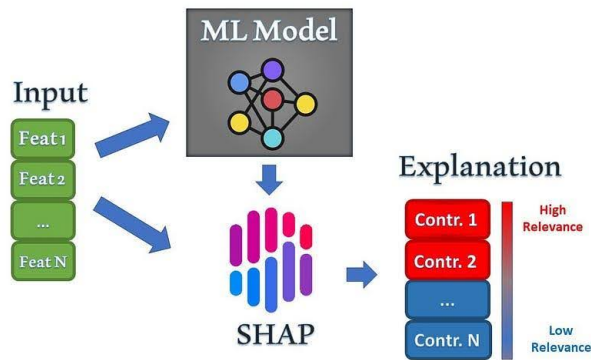 ML Model
Input
Feat 1
Feat 2
...
Feat N
SHAP
Explanation
Contr. 1
Contr. 2
...
Contr. N
High
Relevance
Low
Relevance